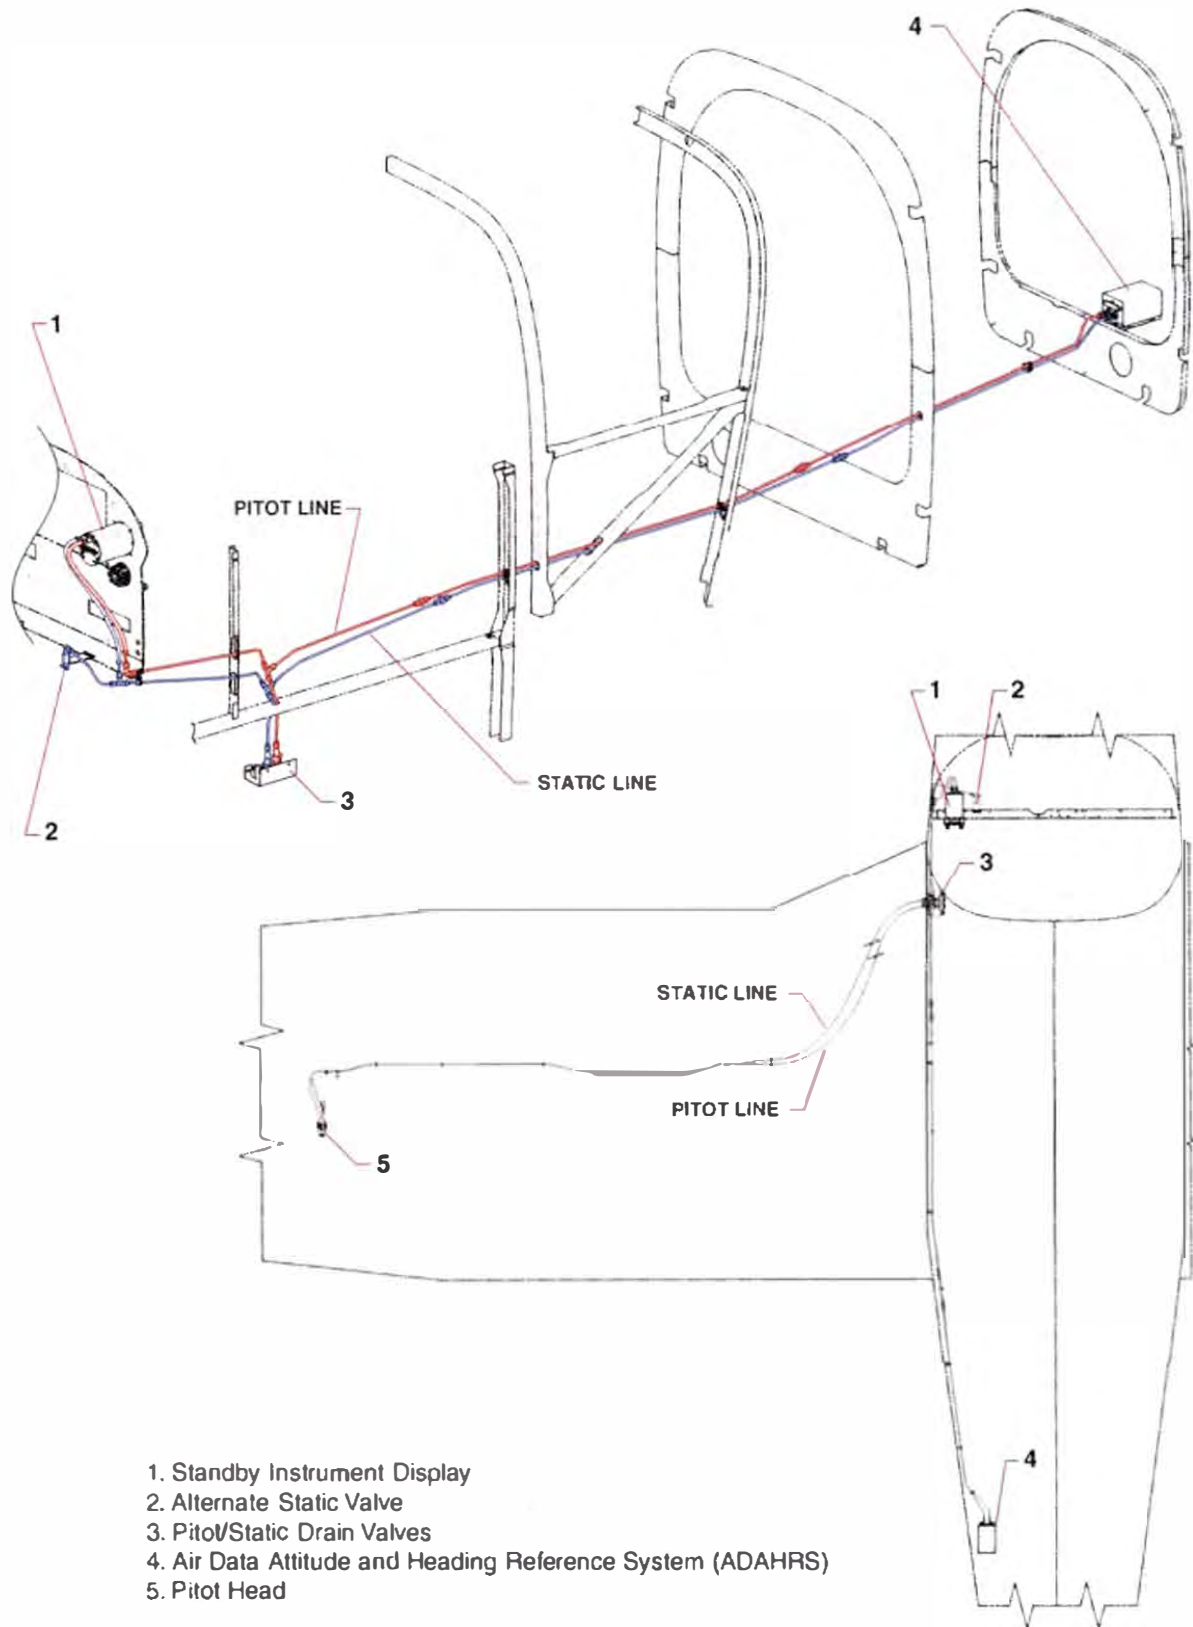 4
1
PITOT LINE
STATIC LINE
3
2
1
2
3
STATIC LINE
PITOT LINE
5
4
1. Standby Instrument Display
2. Alternate Static Valve
3. Pitot/Static Drain Valves
4. Air Data Attitude and Heading Reference System (ADAHRS)
5. Pitot Head